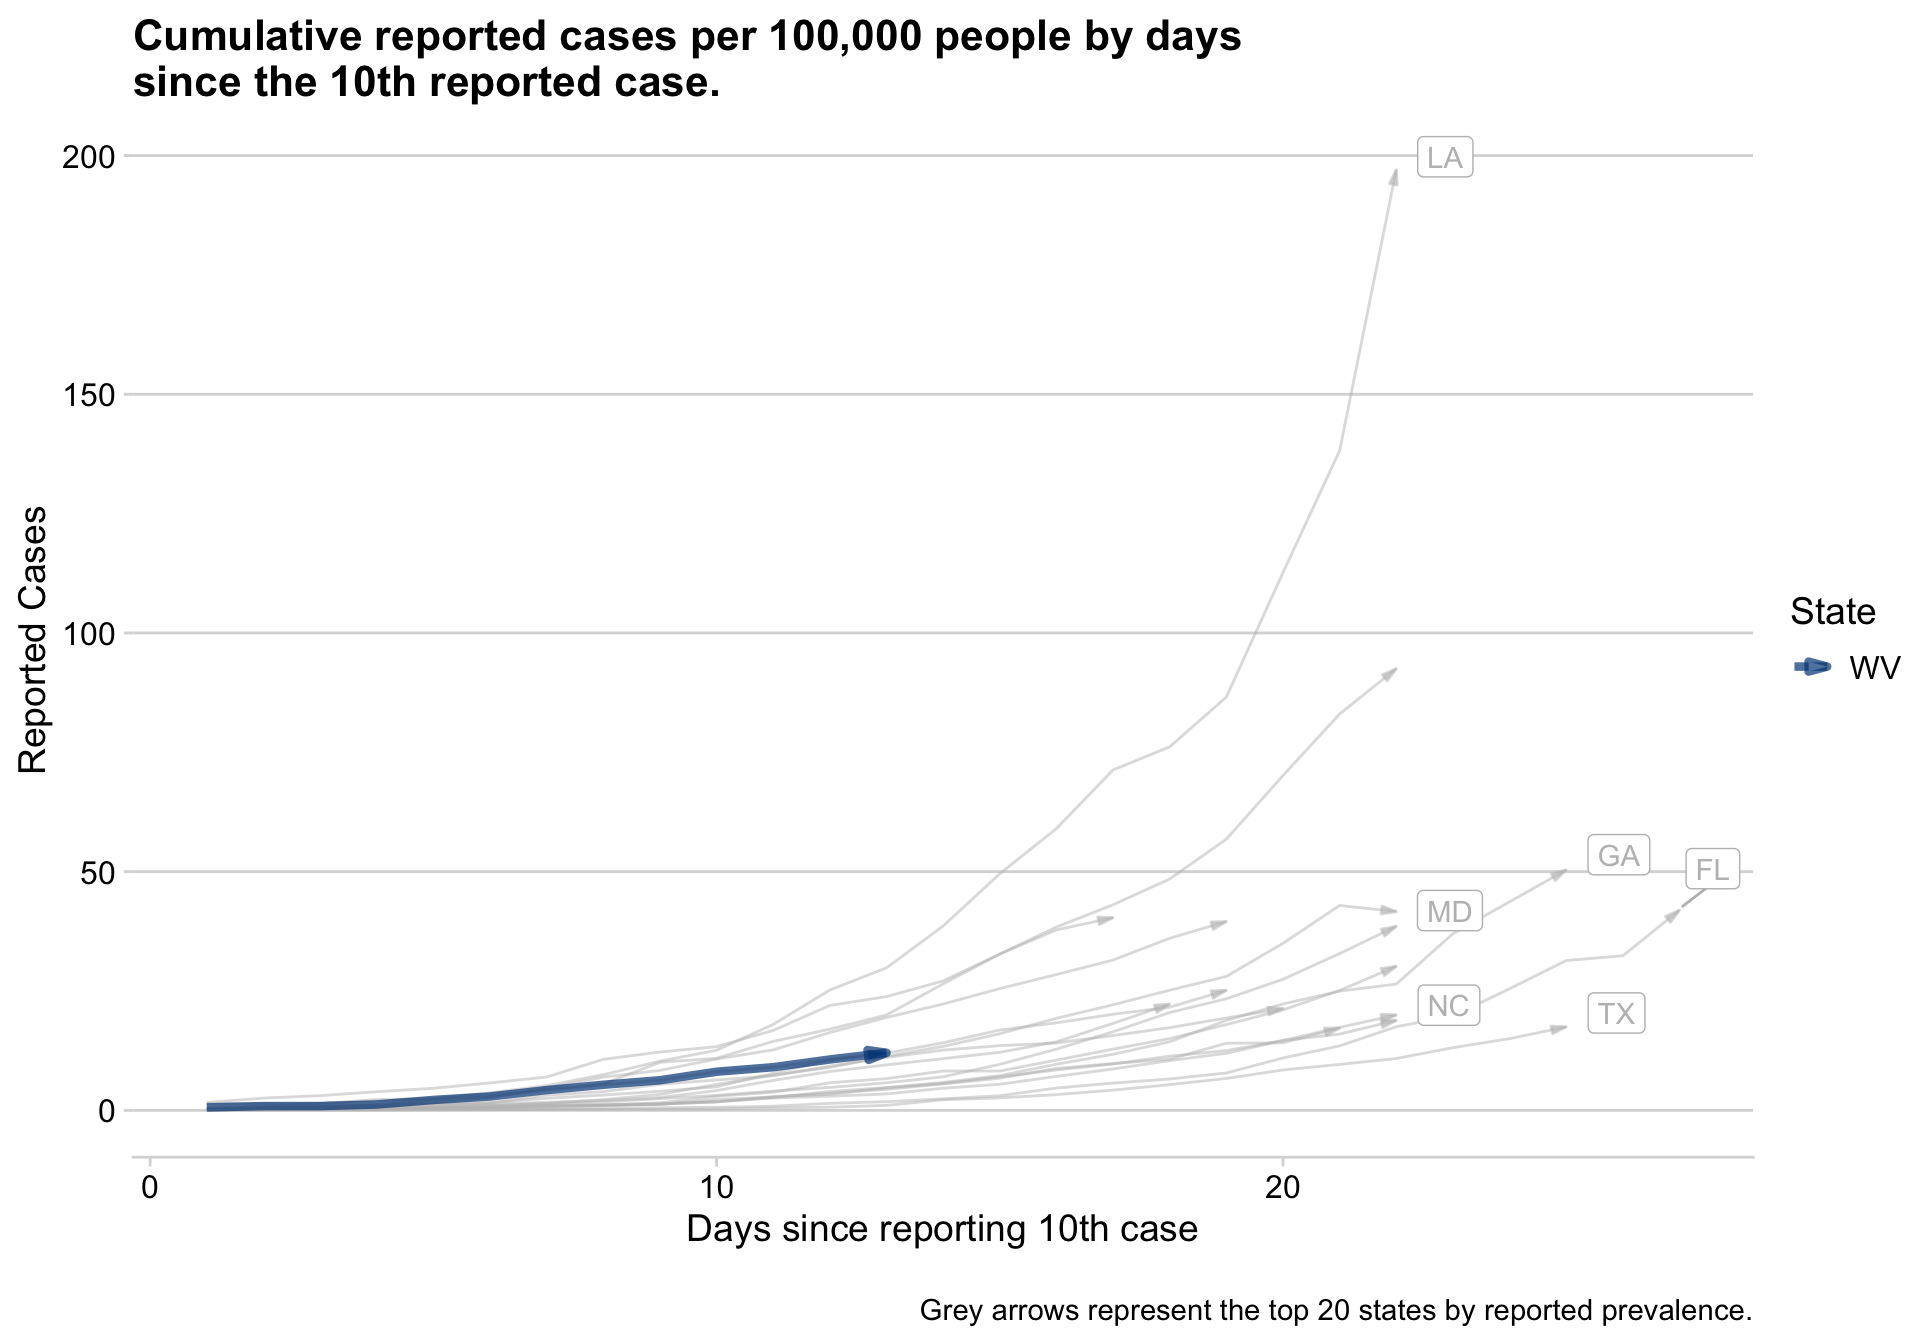 Cumulative reported cases per 100,000 people by days
since the 10th reported case.
200
150
100
50
0
Reported Cases
LA
GA
FL
MD
NC
TX
State
WV
0
10
20
Days since reporting 10th case
Grey arrows represent the top 20 states by reported prevalence.